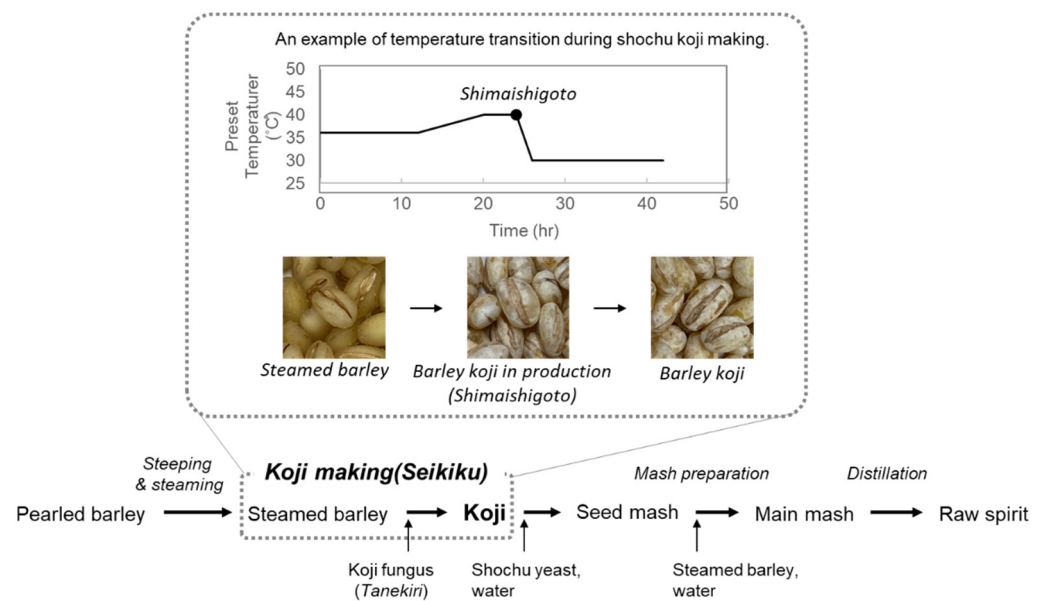 An example of temperature transition during shochu koji making.
50
45
40
35
30
25
Preset
Temperaturer
(°C)
Shimaishigoto
0 10 20 30 40 50
Time (hr)
Steamed barley
Barley koji in production
(Shimaishigoto)
Barley koji
Steeping
& steaming
Koji making(Seikiku)
Mash preparation
Distillation
Pearled barley
Steamed barley
Koji
Seed mash
Main mash
Raw spirit
Koji fungus
(Tanekiri)
Shochu yeast,
water
Steamed barley,
water